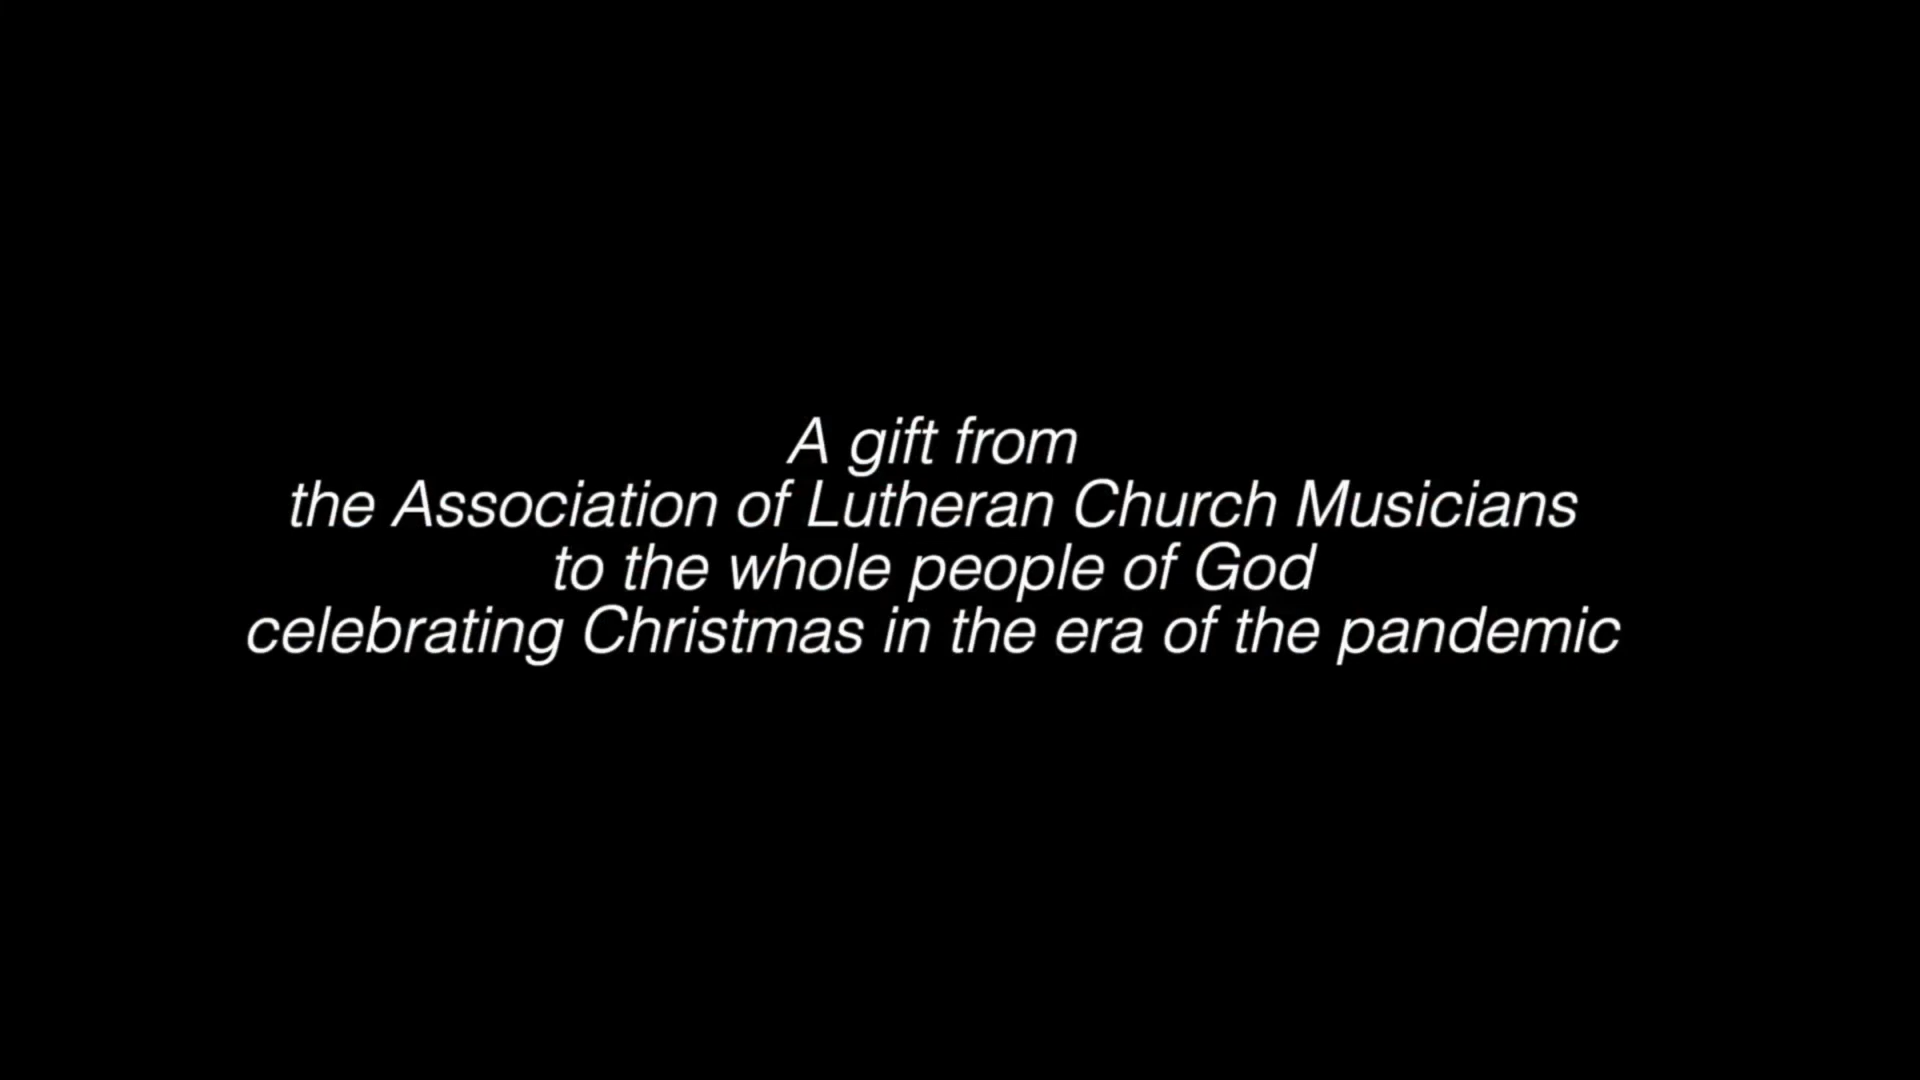 A gift from
the Association of Lutheran Church Musicians
to the whole people of God
celebrating Christmas in the era of the pandemic